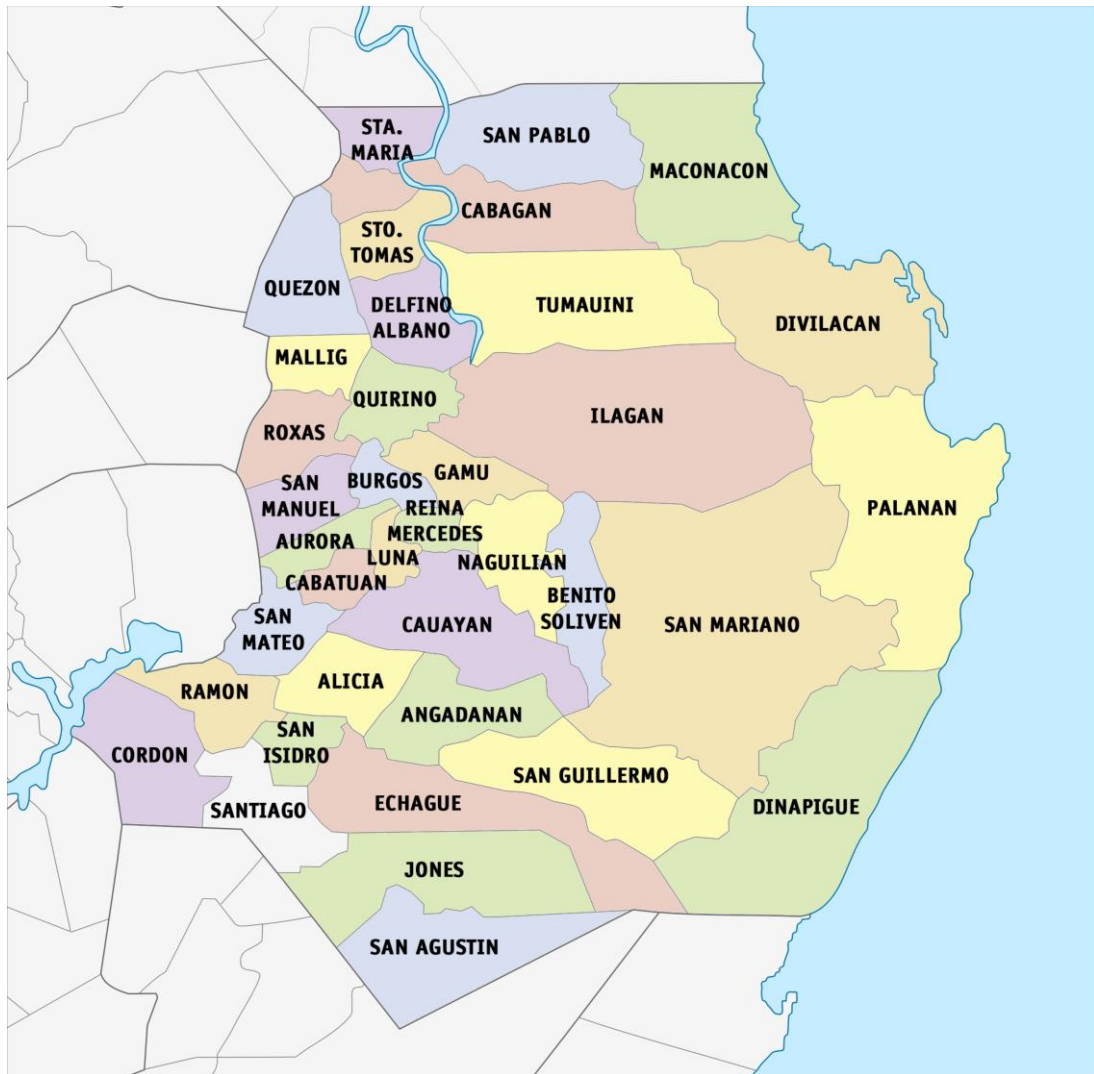 STA.
MARIA
SAN PABLO
MACONACON
CABAGAN
STO.
TOMAS
QUEZON
DELFINO
ALBANO
TUMAUINI
DIVILACAN
MALLIG
QUIRINO
ILAGAN
ROXAS
GAMU
BURGOS
SAN
MANUEL
REINA
MERCEDES
PALANAN
AURORA
LUNA
NAGUILIAN
CABATUAN
BENITO
SOLIVEN
SAN
MATEO
CAUAYAN
SAN MARIANO
RAMON
ALICIA
ANGADANAN
SAN
ISIDRO
CORDON
SAN GUILLERMO
SANTIAGO
ECHAGUE
DINAPIGUE
JONES
SAN AGUSTIN